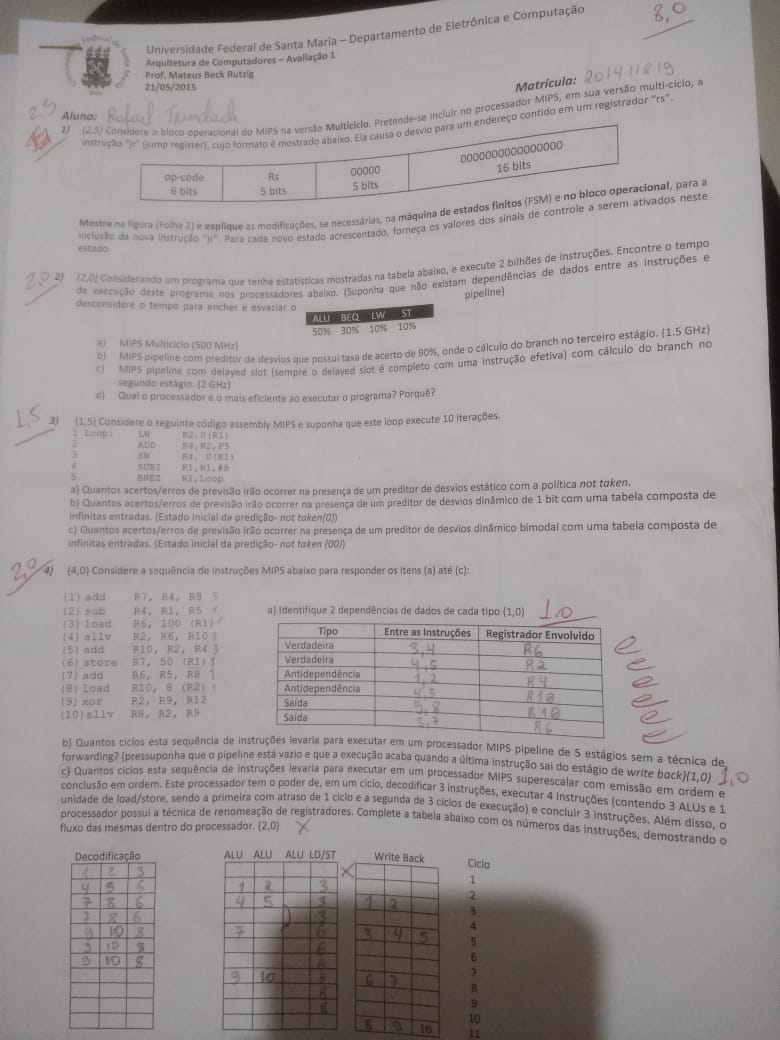 8,0
Universidade Federal de Santa Maria – Departamento de Eletrônica e Computação
Arquitetura de Computadores – Avaliação 1
Prof. Mateus Beck Rutzig
21/05/2015
Matrícula: 201411819
2,5
Aluno: Rafael Trindade
1) (2,5) Considere o bloco operacional do MIPS na versão Multiciclo. Pretende-se incluir no processador MIPS, em sua versão multi-ciclo, a
instrução "jr" (jump register), cujo formato é mostrado abaixo. Ela causa o desvio para um endereço contido em um registrador "rs".
op-code Rs 00000 0000000000000000
6 bits 5 bits 5 bits 16 bits
Mostre na figura (Folha 2) e explique as modificações, se necessárias, na máquina de estados finitos (FSM) e no bloco operacional, para a
inclusão da nova instrução "jr". Para cada novo estado acrescentado, forneça os valores dos sinais de controle a serem ativados neste
estado.
2,0
2) (2,0) Considerando um programa que tenha estatísticas mostradas na tabela abaixo, e execute 2 bilhões de instruções. Encontre o tempo
de execução deste programa nos processadores abaixo. (Suponha que não existam dependências de dados entre as instruções e
desconsidere o tempo para encher e esvaziar o pipeline)
ALU BEQ LW ST
50% 30% 10% 10%
a) MIPS Multiciclo (500 MHz)
b) MIPS pipeline com preditor de desvios que possui taxa de acerto de 90%, onde o cálculo do branch no terceiro estágio. (1.5 GHz)
c) MIPS pipeline com delayed slot (sempre o delayed slot é completo com uma instrução efetiva) com cálculo do branch no
segundo estágio. (2 GHz)
d) Qual o processador é o mais eficiente ao executar o programa? Porquê?
1,5
3) (1,5) Considere o seguinte código assembly MIPS e suponha que este loop execute 10 iterações.
1 Loop: LW R2, 0(R1)
2 ADD R4, R2, F5
3 SW R4, 0(R1)
4 SUBI R1, R1, #8
5 BNEZ R1, Loop
a) Quantos acertos/erros de previsão irão ocorrer na presença de um preditor de desvios estático com a política not taken.
b) Quantos acertos/erros de previsão irão ocorrer na presença de um preditor de desvios dinâmico de 1 bit com uma tabela composta de
infinitas entradas. (Estado inicial da predição- not taken(0))
c) Quantos acertos/erros de previsão irão ocorrer na presença de um preditor de desvios dinâmico bimodal com uma tabela composta de
infinitas entradas. (Estado inicial da predição- not taken (00))
2,0
4) (4,0) Considere a sequência de instruções MIPS abaixo para responder os itens (a) até (c):
(1) add R7, R4, R8 5
(2) sub R4, R1, R5
(3) load R6, 100 (R1)
(4) sllv R2, R6, R10
(5) add R10, R2, R4 3
(6) store R7, 50 (R1) 1
(7) add R6, R5, R8 1
(8) load R10, 8 (R2)
(9) xor R2, R9, R12
(10) sllv R8, R2, R9
a) Identifique 2 dependências de dados de cada tipo (1,0) 1,0
Tipo Entre as Instruções Registrador Envolvido
Verdadeira 3,4 R6
Verdadeira 4,5 R2
Antidependência 1,2 R4
Antidependência 4,5 R10
Saída 5,8 R10
Saída 3,7 R6
b) Quantos ciclos esta sequência de instruções levaria para executar em um processador MIPS pipeline de 5 estágios sem a técnica de
forwarding? (pressuponha que o pipeline está vazio e que a execução acaba quando a última instrução sai do estágio de write back)(1,0) 1,0
c) Quantos ciclos esta sequência de instruções levaria para executar em um processador MIPS superescalar com emissão em ordem e
conclusão em ordem. Este processador tem o poder de, em um ciclo, decodificar 3 instruções, executar 4 instruções (contendo 3 ALUs e 1
unidade de load/store, sendo a primeira com atraso de 1 ciclo e a segunda de 3 ciclos de execução) e concluir 3 instruções. Além disso, o
processador possui a técnica de renomeação de registradores. Complete a tabela abaixo com os números das instruções, demostrando o
fluxo das mesmas dentro do processador. (2,0)
Decodificação ALU ALU ALU LD/ST Write Back Ciclo
1 2 3 1
4 5 6 1 2 3 2
7 8 6 4 5 3 1 2 3
7 8 6 3 4
9 10 8 7 6 3 4 5 5
9 10 8 6 6
9 10 8 6 7
9 10 8 6 7 8
8 9
8 10
8 9 10 11